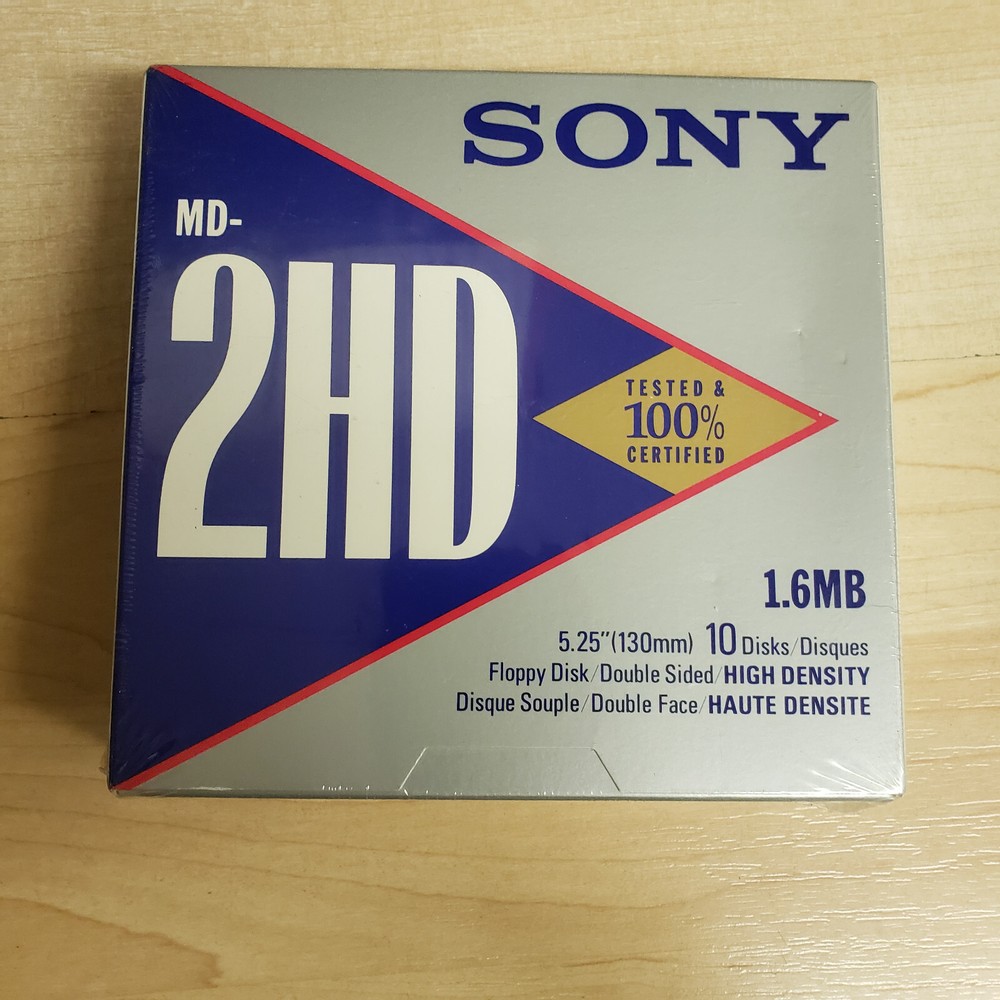 SONY
MD-
2HD
TESTED &
100%
CERTIFIED
1.6MB
5.25"(130mm) 10 Disks/Disques
Floppy Disk/Double Sided/HIGH DENSITY
Disque Souple/Double Face/HAUTE DENSITE